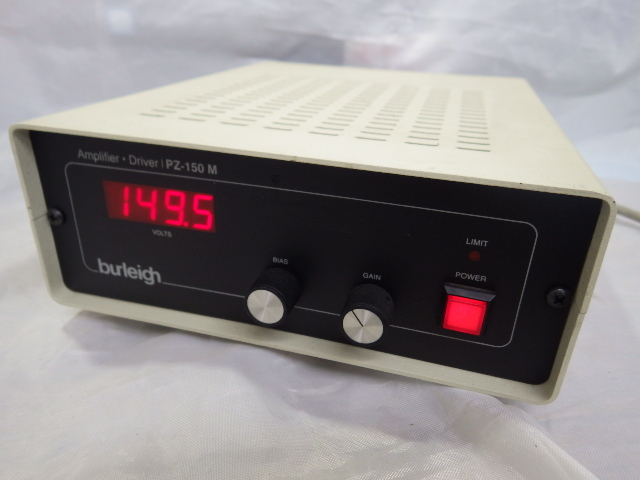 Amplifier • Driver | PZ-150 M
149.5
VOLTS
burleigh
BIAS
GAIN
LIMIT
POWER